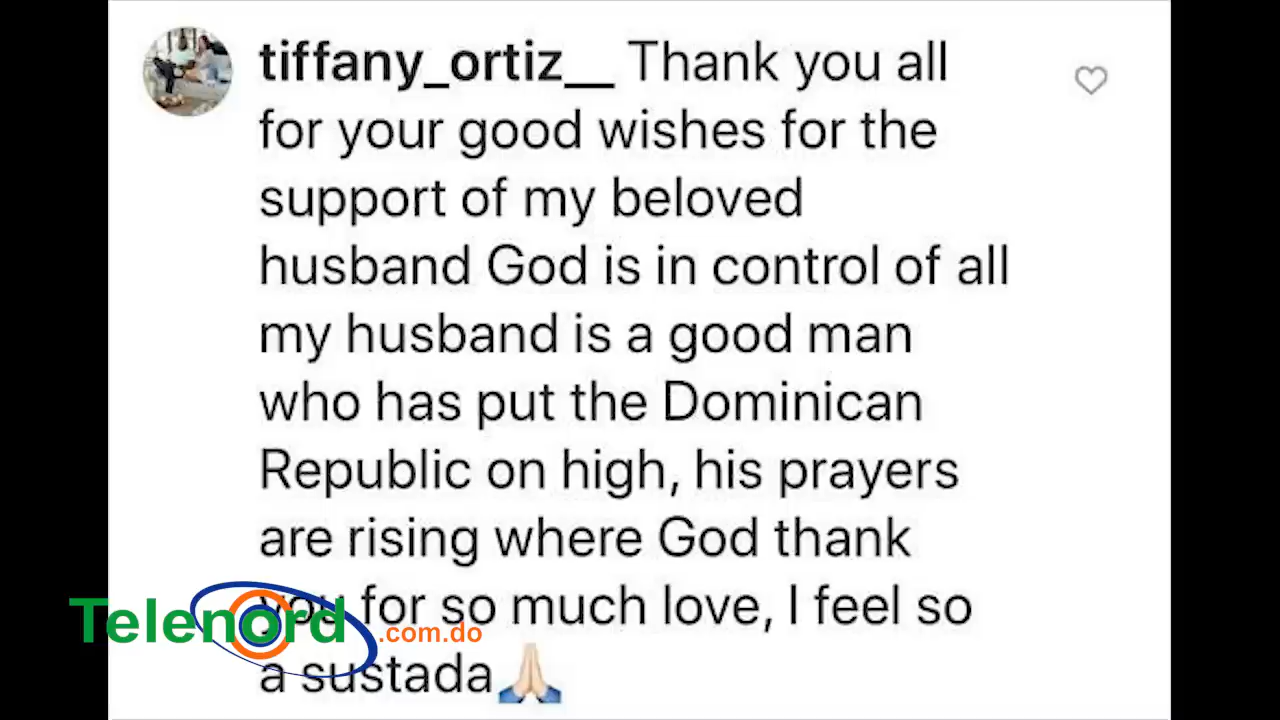 tiffany_ortiz__ Thank you all
for your good wishes for the
support of my beloved
husband God is in control of all
my husband is a good man
who has put the Dominican
Republic on high, his prayers
are rising where God thank
you for so much love, I feel so
a sustada🙏🏻
Telenord.com.do